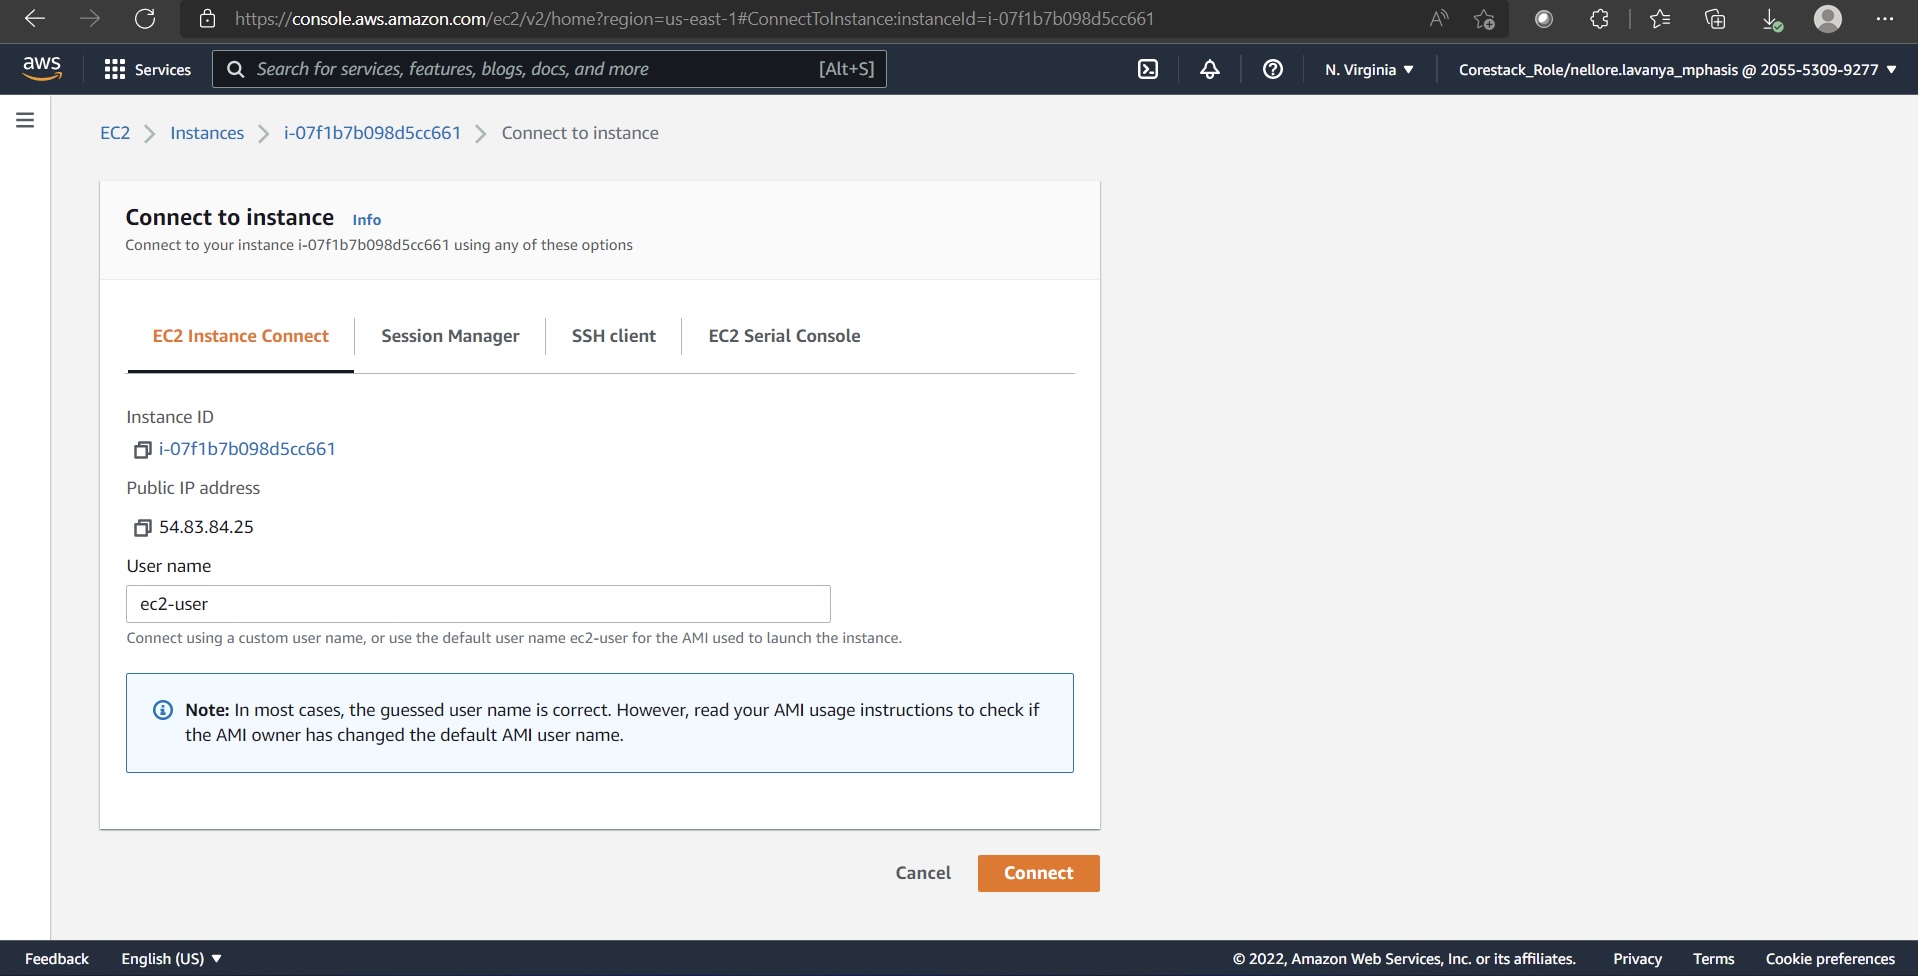 https://console.aws.amazon.com/ec2/v2/home?region=us-east-1#ConnectToInstance:instanceId=i-07f1b7b098d5cc661
aws
Services
Search for services, features, blogs, docs, and more
[Alt+S]
N. Virginia
Corestack_Role/nellore.lavanya_mphasis @ 2055-5309-9277
EC2 > Instances > i-07f1b7b098d5cc661 > Connect to instance
Connect to instance Info
Connect to your instance i-07f1b7b098d5cc661 using any of these options
EC2 Instance Connect
Session Manager
SSH client
EC2 Serial Console
Instance ID
i-07f1b7b098d5cc661
Public IP address
54.83.84.25
User name
ec2-user
Connect using a custom user name, or use the default user name ec2-user for the AMI used to launch the instance.
Note: In most cases, the guessed user name is correct. However, read your AMI usage instructions to check if
the AMI owner has changed the default AMI user name.
Cancel
Connect
Feedback
English (US)
© 2022, Amazon Web Services, Inc. or its affiliates.
Privacy
Terms
Cookie preferences